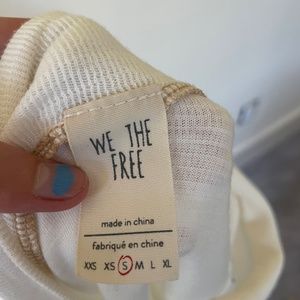 WE THE
FREE
made in china
fabriqué en chine
XXS XS S M L XL